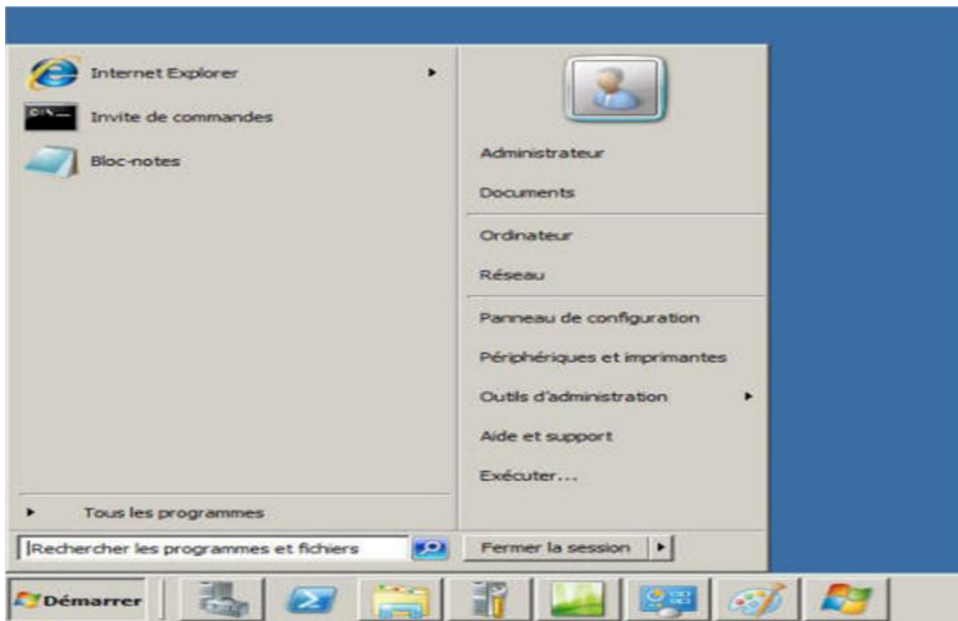 Internet Explorer
Invite de commandes
Bloc-notes
Tous les programmes
Rechercher les programmes et fichiers
Administrateur
Documents
Ordinateur
Réseau
Panneau de configuration
Périphériques et imprimantes
Outils d'administration
Aide et support
Exécuter...
Fermer la session
Démarrer